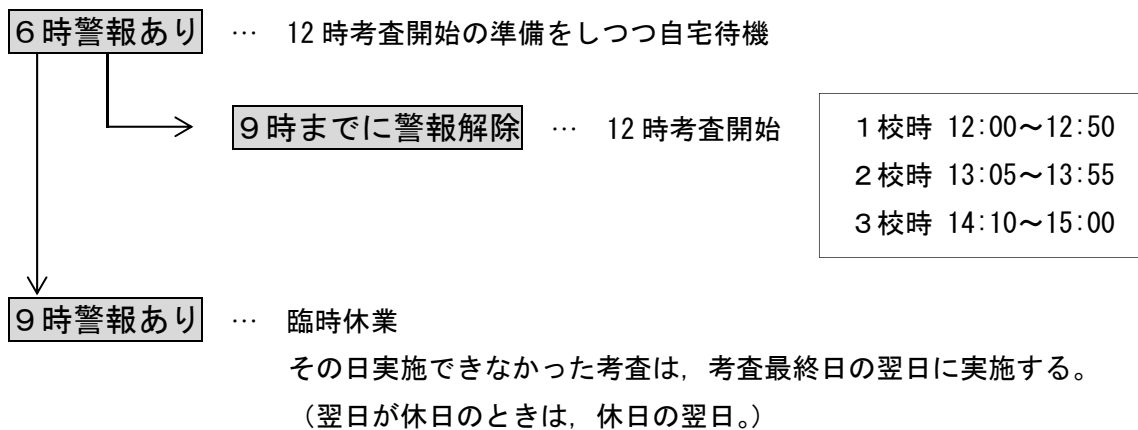 ６時警報あり … 12時考査開始の準備をしつつ自宅待機
９時までに警報解除 … 12時考査開始
１校時 12:00～12:50
２校時 13:05～13:55
３校時 14:10～15:00
９時警報あり … 臨時休業
その日実施できなかった考査は，考査最終日の翌日に実施する。
（翌日が休日のときは，休日の翌日。）